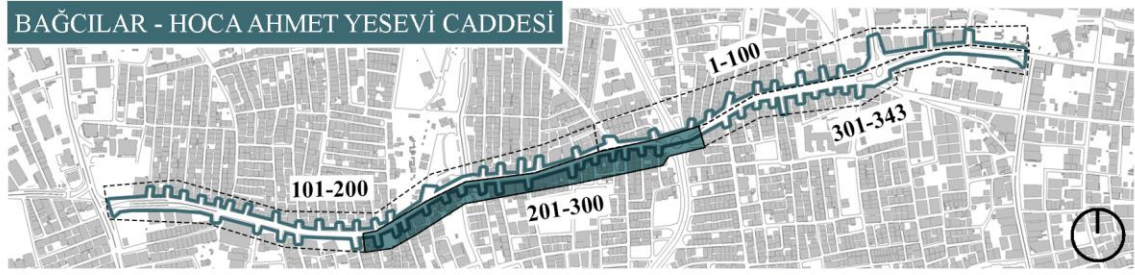 BAĞCILAR - HOCA AHMET YESEVİ CADDESİ
1-100
301-343
101-200
201-300